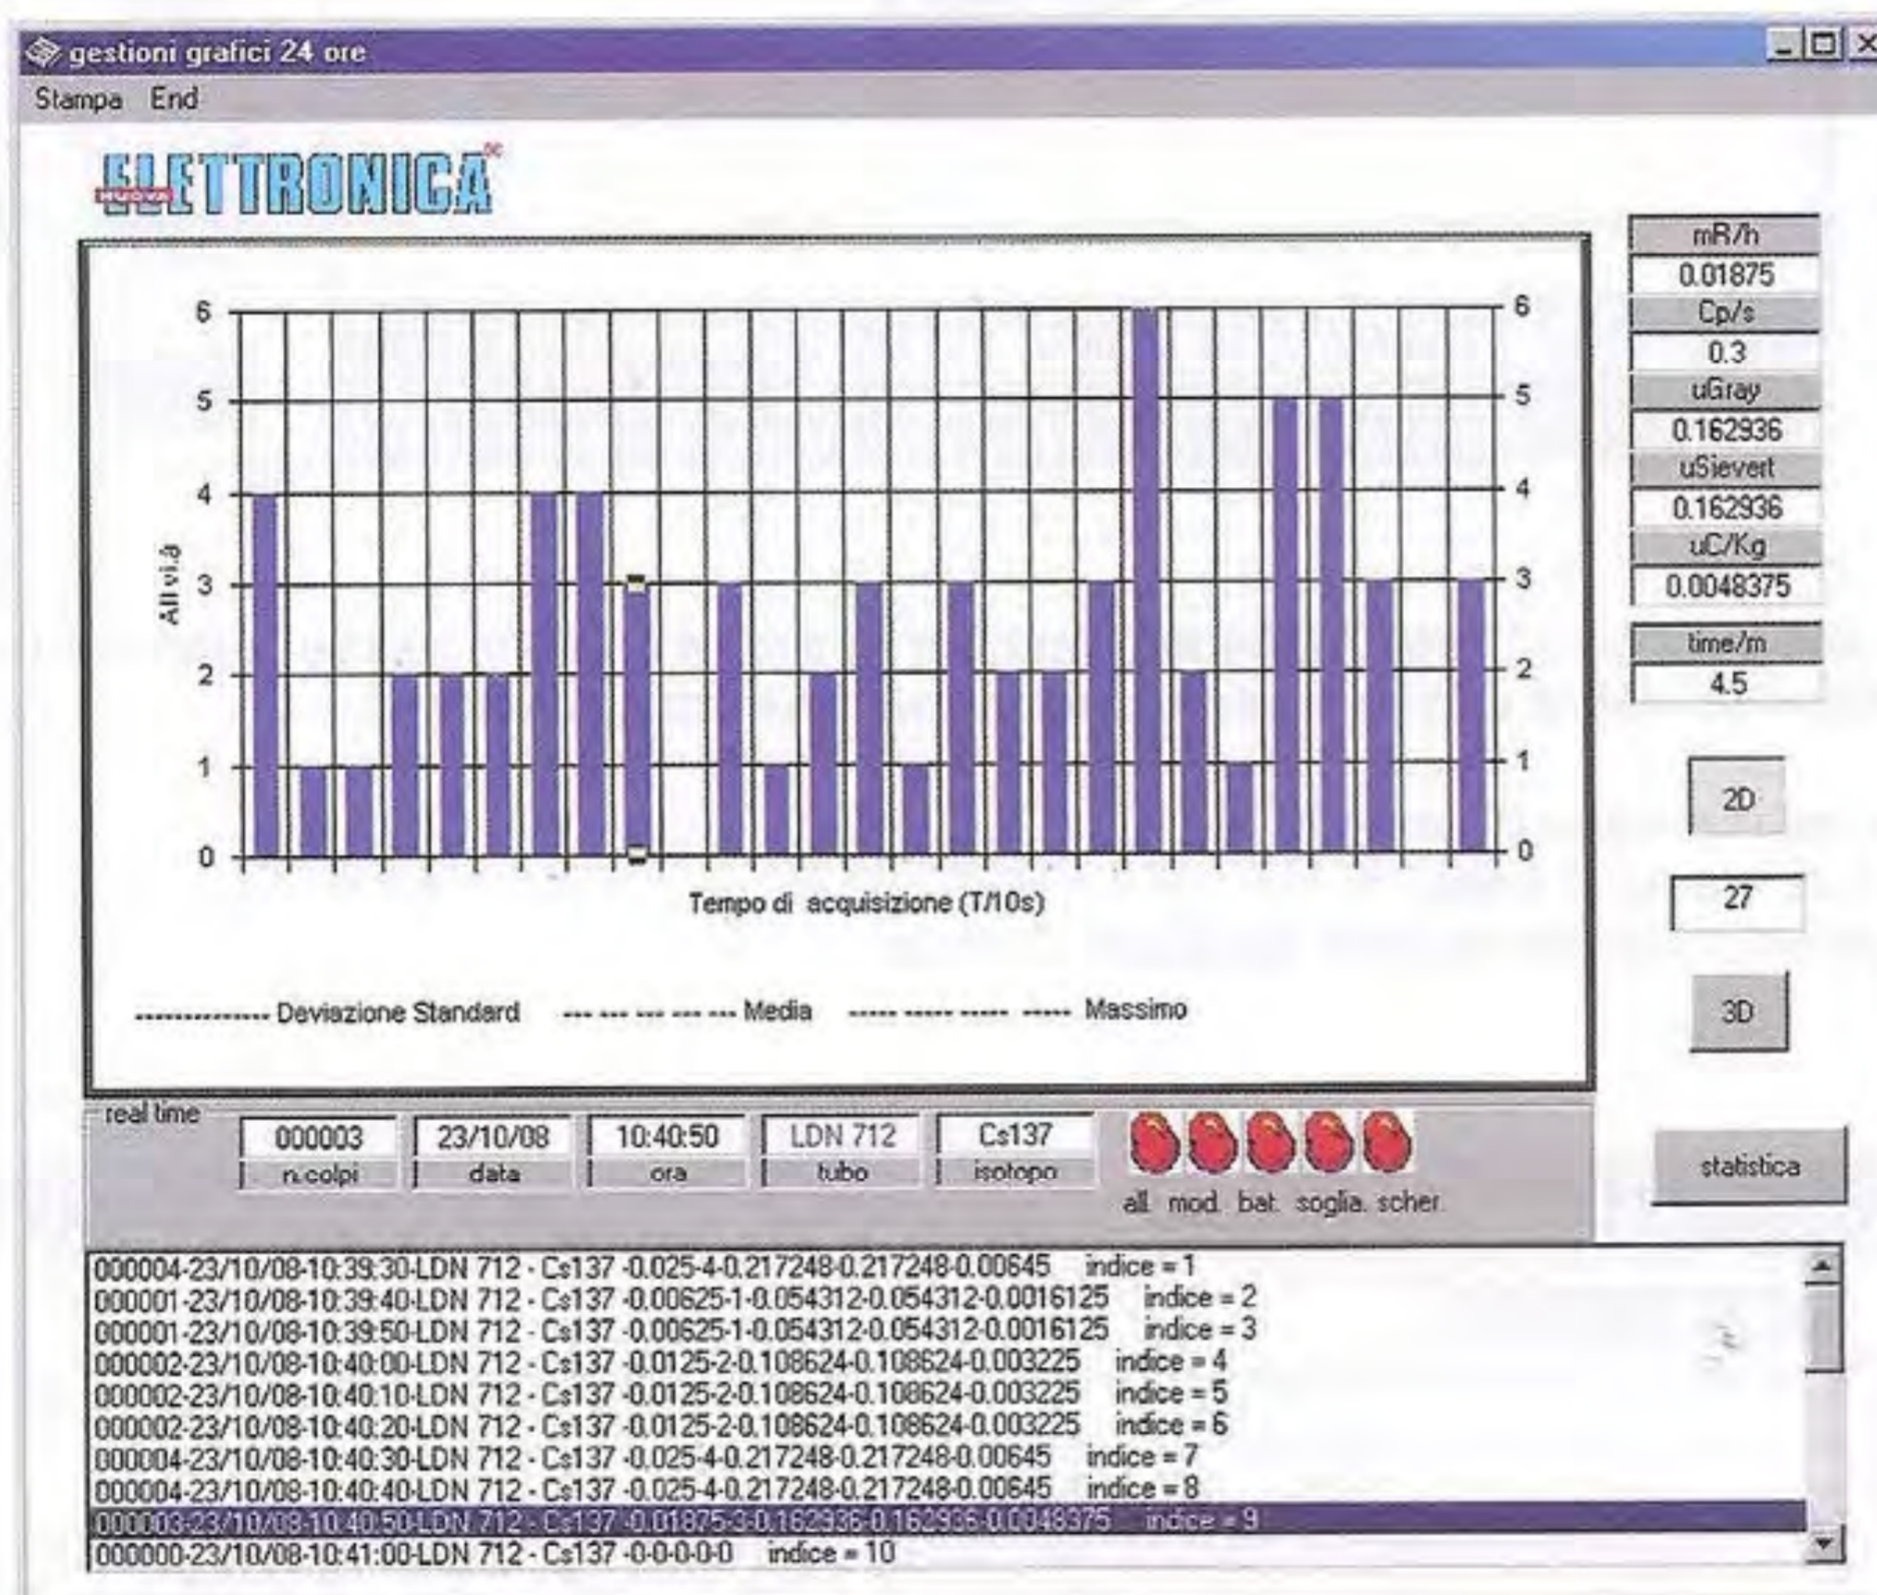 gestioni grafici 24 ore
Stampa End
NUOVA ELETTRONICA
6 6
5 5
4 4
3 3
2 2
1 1
0 0
Tempo di acquisizione (T/10s)
-------------- Deviazione Standard --- --- --- --- --- Media ----- ----- ----- ----- Massimo
mR/h
0.01875
Cp/s
0.3
uGray
0.162936
uSievert
0.162936
uC/Kg
0.0048375
time/m
4.5
2D
27
3D
statistica
real time
000003 23/10/08 10:40:50 LDN 712 Cs137
n.colpi data ora tubo isotopo
all. mod. bat. soglia. scher.
000004-23/10/08-10:39:30-LDN 712 - Cs137 -0.025-4-0.217248-0.217248-0.00645 indice = 1
000001-23/10/08-10:39:40-LDN 712 - Cs137 -0.00625-1-0.054312-0.054312-0.0016125 indice = 2
000001-23/10/08-10:39:50-LDN 712 - Cs137 -0.00625-1-0.054312-0.054312-0.0016125 indice = 3
000002-23/10/08-10:40:00-LDN 712 - Cs137 -0.0125-2-0.108624-0.108624-0.003225 indice = 4
000002-23/10/08-10:40:10-LDN 712 - Cs137 -0.0125-2-0.108624-0.108624-0.003225 indice = 5
000002-23/10/08-10:40:20-LDN 712 - Cs137 -0.0125-2-0.108624-0.108624-0.003225 indice = 6
000004-23/10/08-10:40:30-LDN 712 - Cs137 -0.025-4-0.217248-0.217248-0.00645 indice = 7
000004-23/10/08-10:40:40-LDN 712 - Cs137 -0.025-4-0.217248-0.217248-0.00645 indice = 8
000003-23/10/08-10:40:50-LDN 712 - Cs137 -0.01875-3-0.162936-0.162936-0.0048375 indice = 9
000000-23/10/08-10:41:00-LDN 712 - Cs137 -0-0-0-0-0 indice = 10